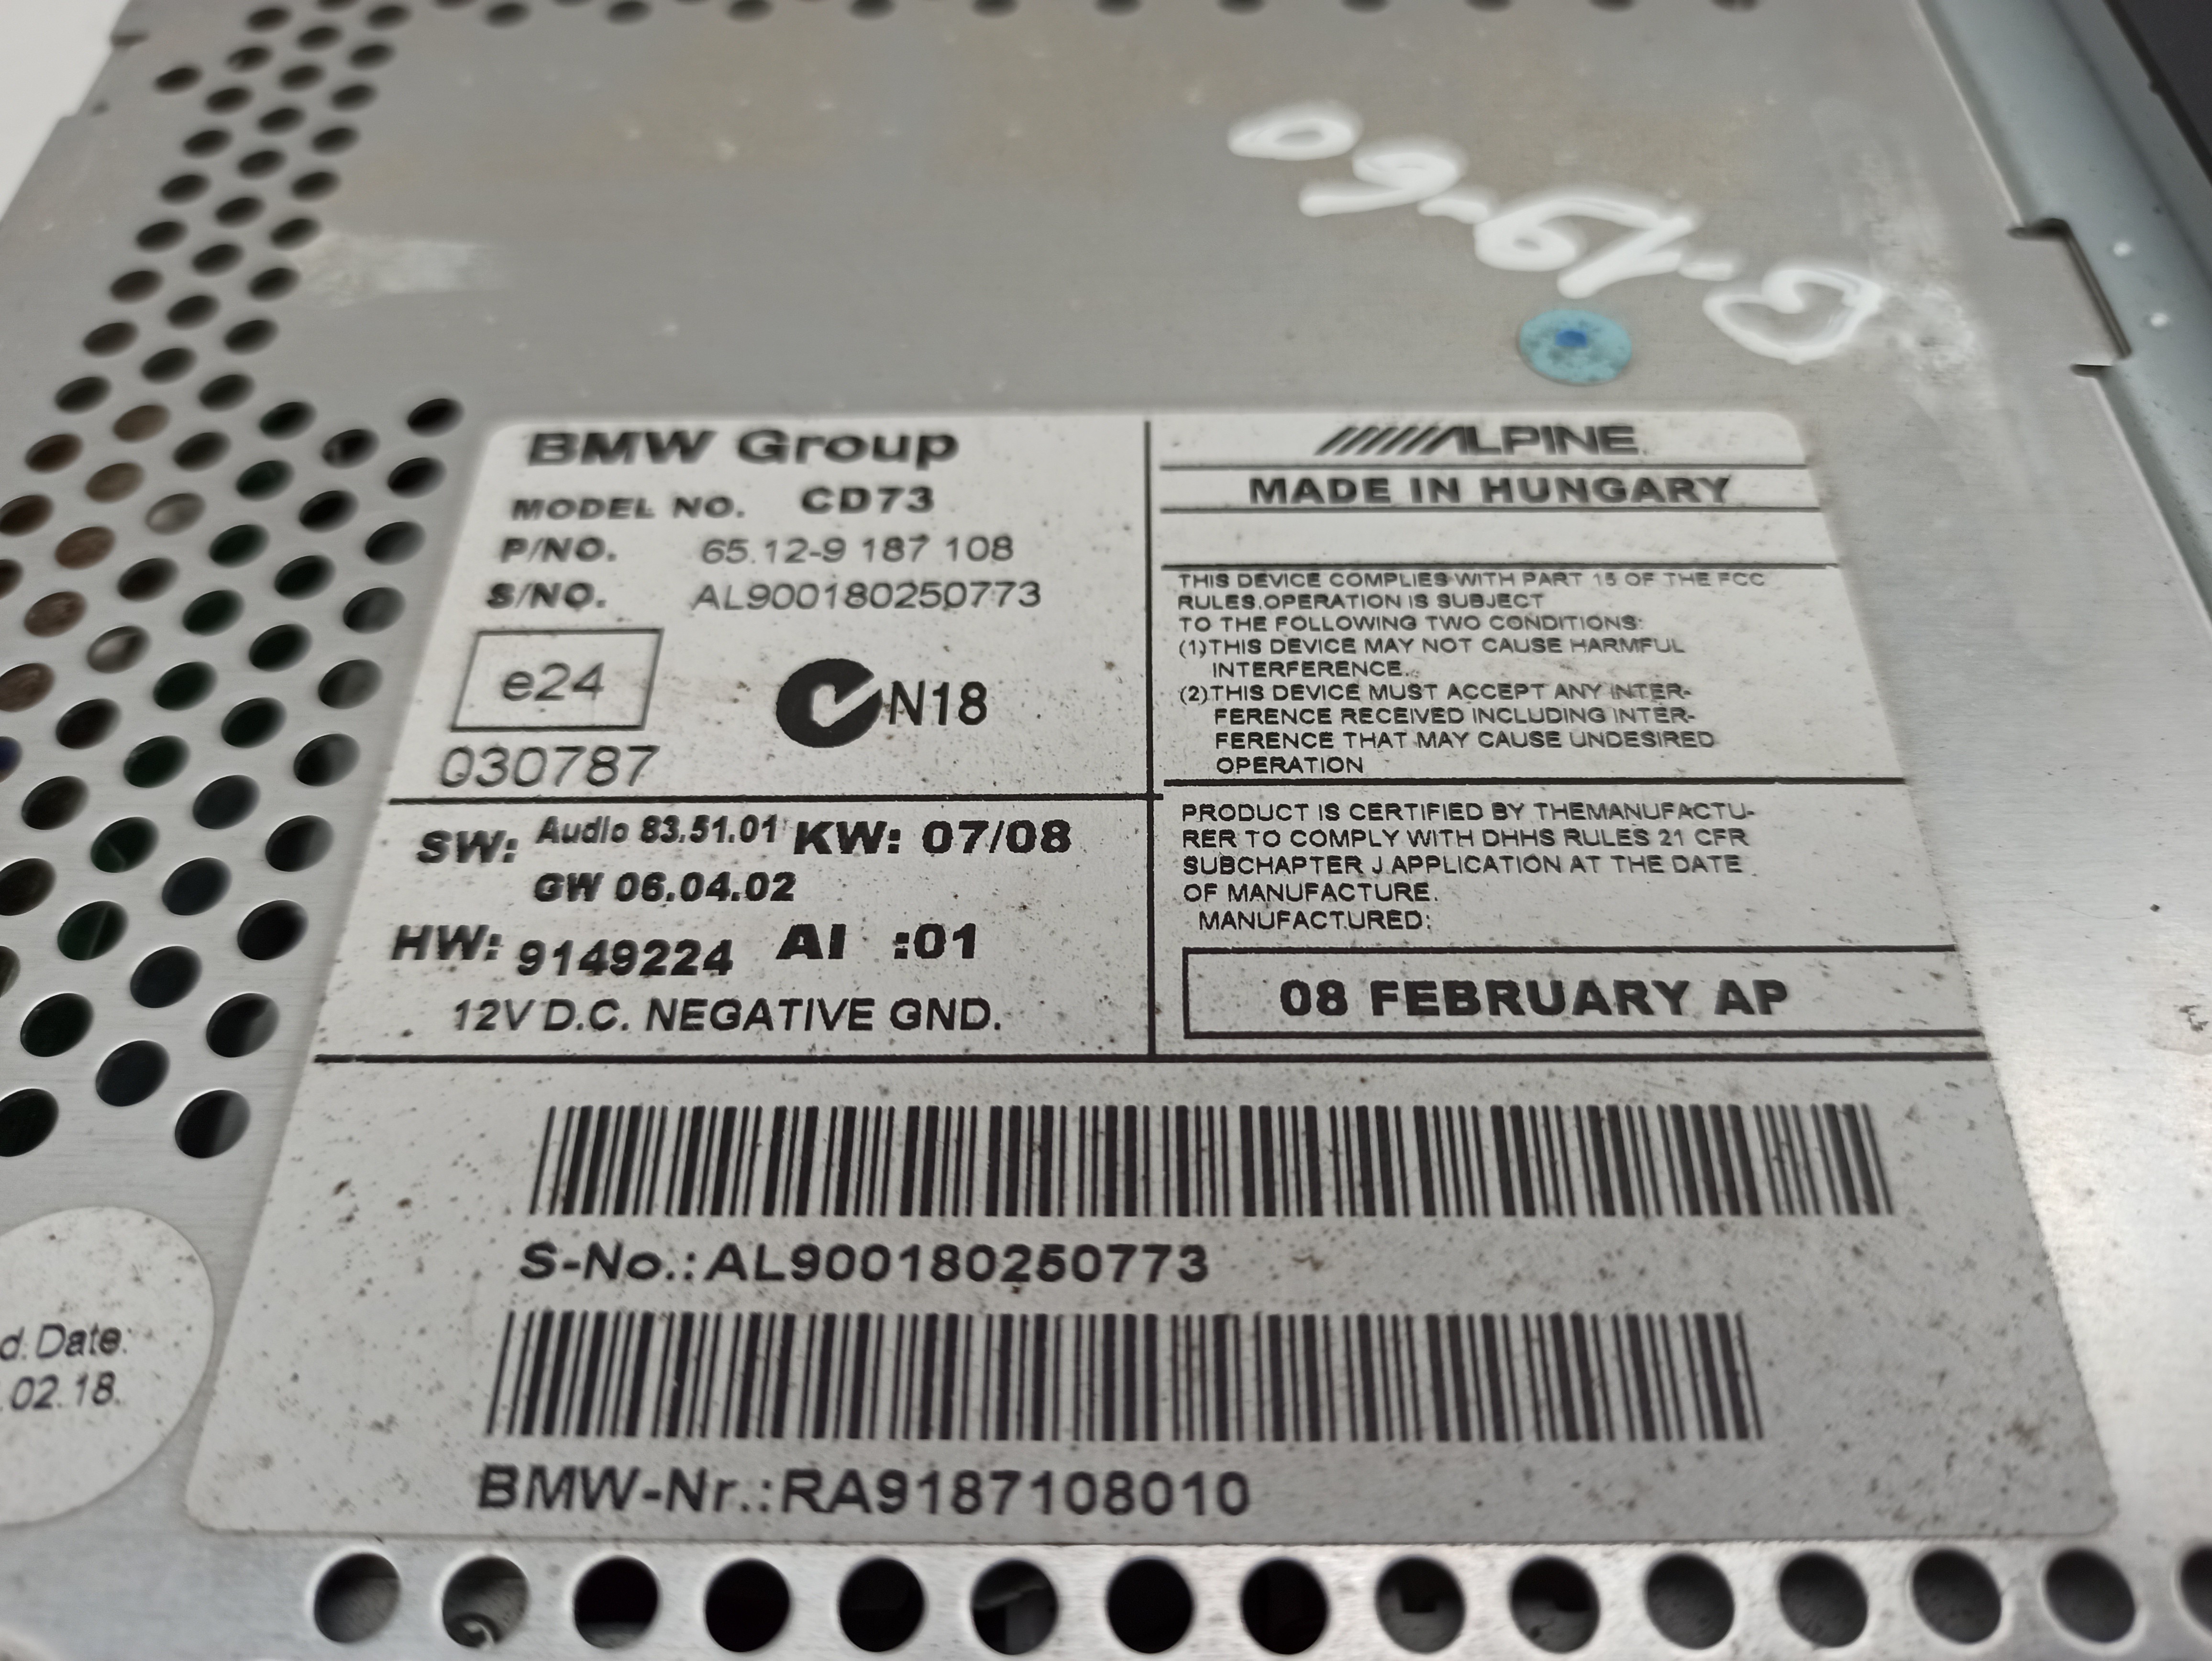 BMW Group
MODEL NO. CD73
P/NO. 65.12-9 187 108
S/NO. AL900180250773
e24
N18
030787
SW: Audio 83.51.01 KW: 07/08
GW 06.04.02
HW: 9149224 AI :01
12V D.C. NEGATIVE GND.
ALPINE
MADE IN HUNGARY
THIS DEVICE COMPLIES WITH PART 15 OF THE FCC
RULES.OPERATION IS SUBJECT
TO THE FOLLOWING TWO CONDITIONS:
(1)THIS DEVICE MAY NOT CAUSE HARMFUL
INTERFERENCE.
(2)THIS DEVICE MUST ACCEPT ANY INTER-
FERENCE RECEIVED INCLUDING INTER-
FERENCE THAT MAY CAUSE UNDESIRED
OPERATION
PRODUCT IS CERTIFIED BY THEMANUFACTU-
RER TO COMPLY WITH DHHS RULES 21 CFR
SUBCHAPTER J.APPLICATION AT THE DATE
OF MANUFACTURE.
MANUFACTURED:
08 FEBRUARY AP
S-No.:AL900180250773
BMW-Nr.:RA9187108010
d. Date:
.02.18.